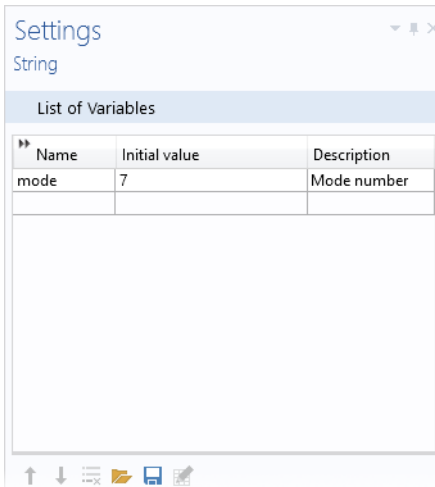 Settings
String
List of Variables
Name Initial value Description
mode 7 Mode number